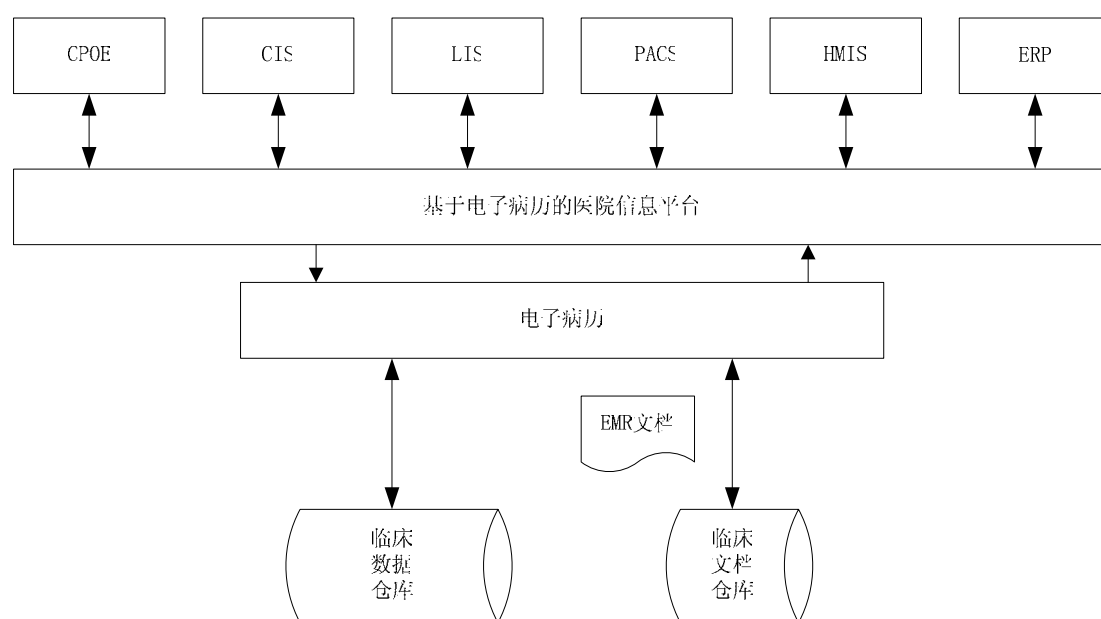 CPOE
CIS
LIS
PACS
HMIS
ERP
基于电子病历的医院信息平台
电子病历
EMR文档
临床
数据
仓库
临床
文档
仓库